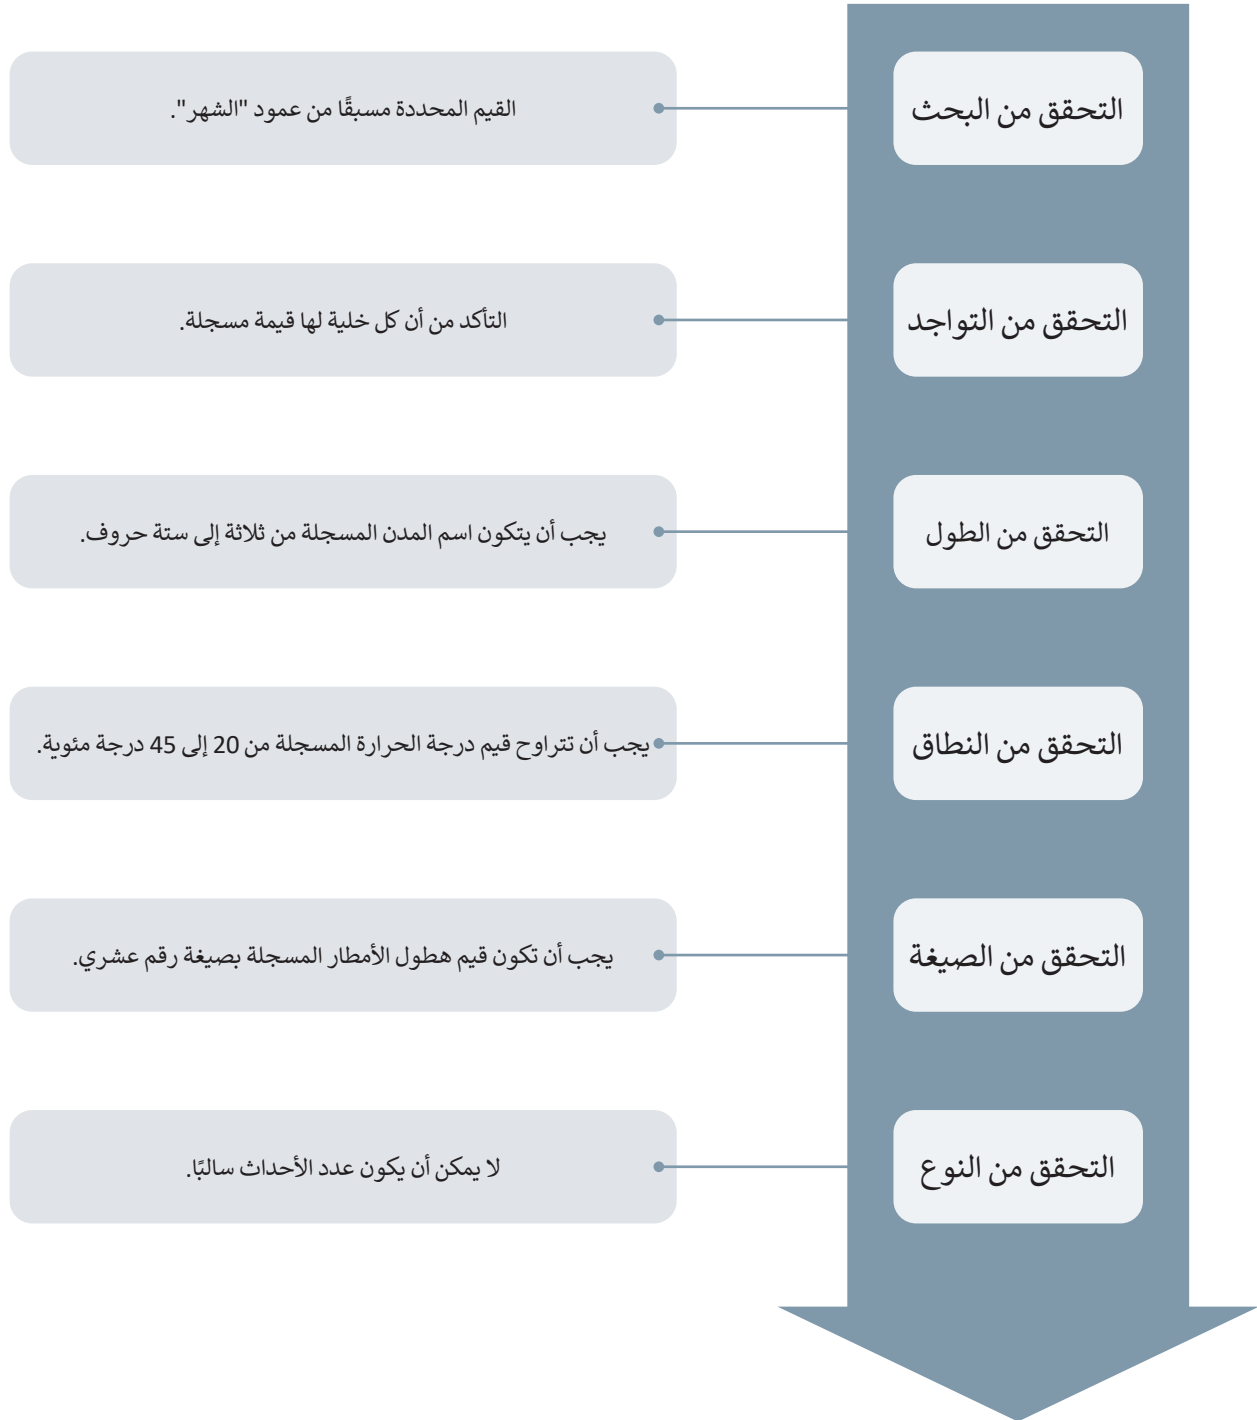 التحقق من البحث
القيم المحددة مسبقًا من عمود "الشهر".
التحقق من التواجد
التأكد من أن كل خلية لها قيمة مسجلة.
التحقق من الطول
يجب أن يتكون اسم المدن المسجلة من ثلاثة إلى ستة حروف.
التحقق من النطاق
يجب أن تتراوح قيم درجة الحرارة المسجلة من 20 إلى 45 درجة مئوية.
التحقق من الصيغة
يجب أن تكون قيم هطول الأمطار المسجلة بصيغة رقم عشري.
التحقق من النوع
لا يمكن أن يكون عدد الأحداث سالبًا.